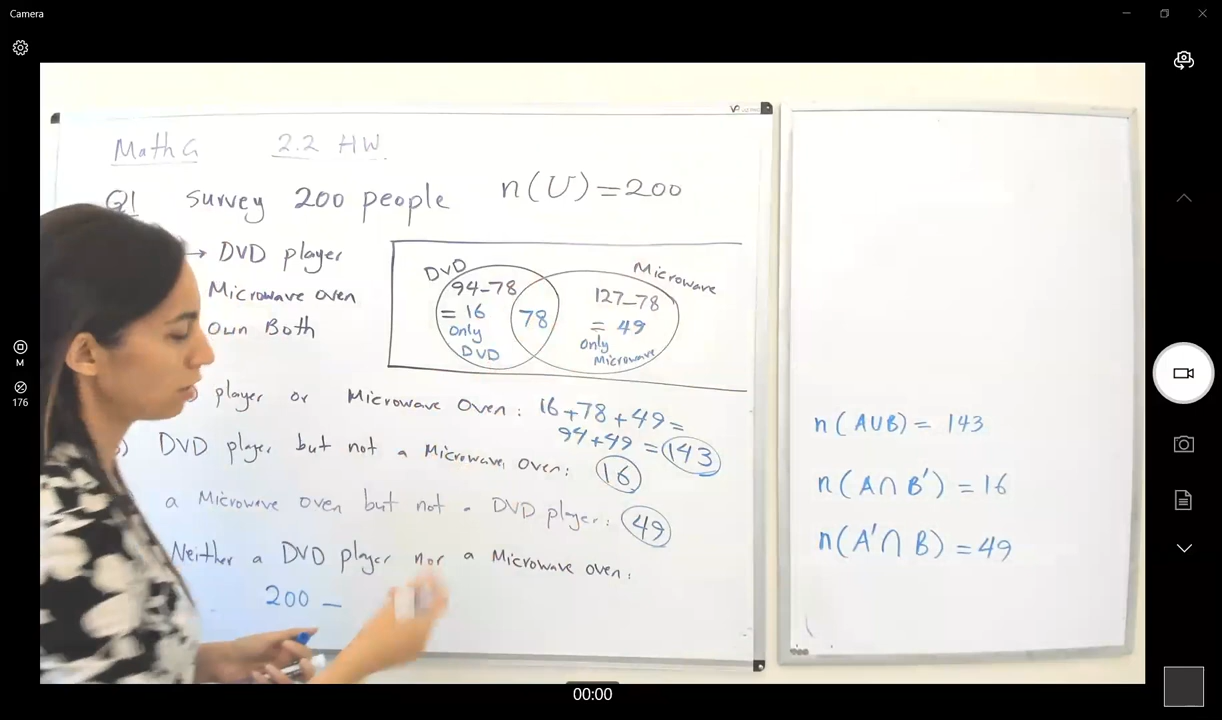 Camera
Math G 2.2 HW
Q1 Survey 200 people n(U)=200
→ DVD player
Microwave Oven
Own Both
DVD
94-78
= 16
only
DVD
78
Microwave
127-78
= 49
only
Microwave
player or Microwave Oven: 16+78+49=
94+49=143
DVD player but not a Microwave Oven: 16
a Microwave oven but not a DVD player: 49
Neither a DVD player nor a Microwave oven:
200 -
n(A∪B) = 143
n(A∩B') = 16
n(A'∩B) = 49
M
176
00:00